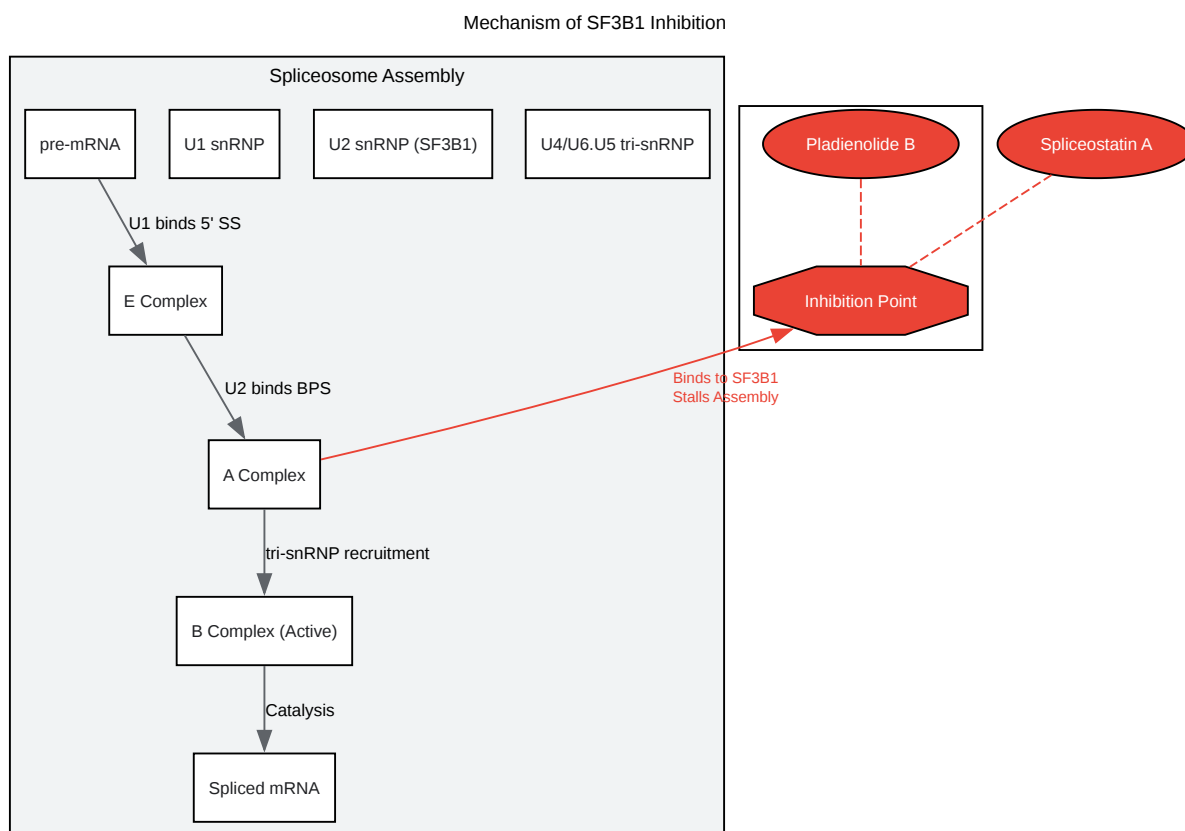 Mechanism of SF3B1 Inhibition
Spliceosome Assembly
pre-mRNA
U1 snRNP
U2 snRNP (SF3B1)
U4/U6.U5 tri-snRNP
Pladienolide B
Spliceostatin A
U1 binds 5' SS
E Complex
Inhibition Point
U2 binds BPS
Binds to SF3B1
Stalls Assembly
A Complex
tri-snRNP recruitment
B Complex (Active)
Catalysis
Spliced mRNA